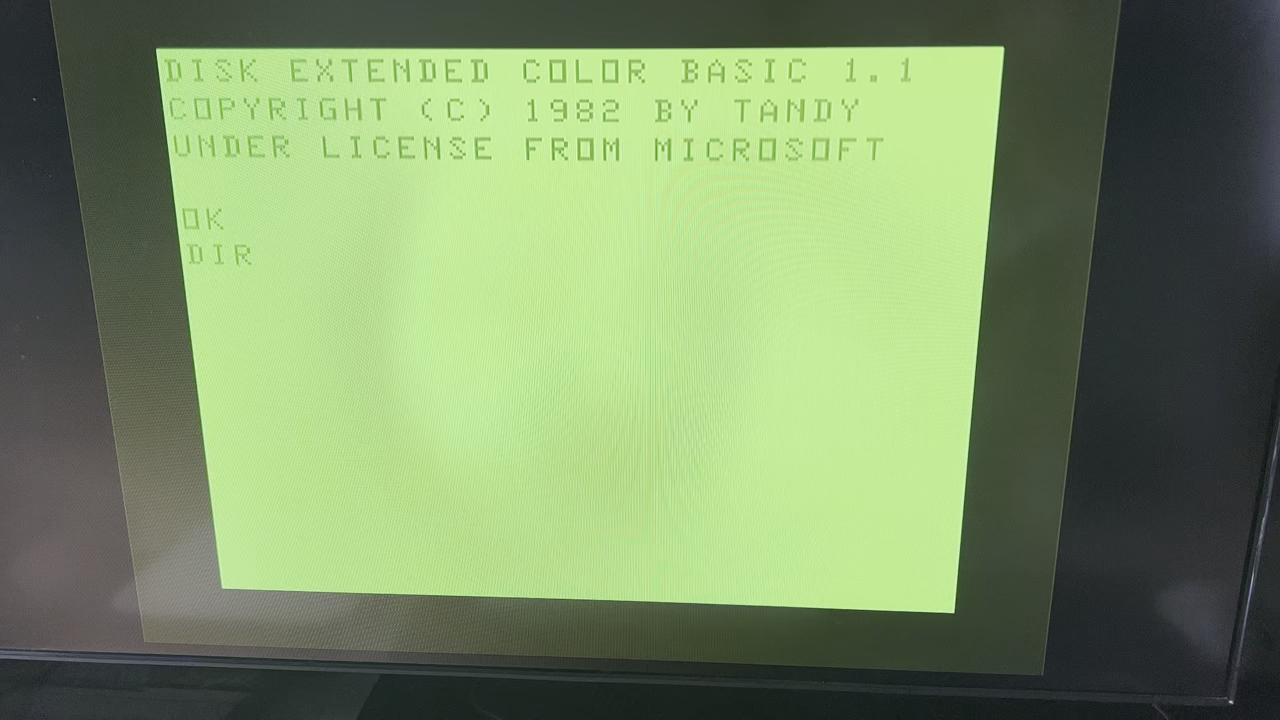 DISK EXTENDED COLOR BASIC 1.1
COPYRIGHT (C) 1982 BY TANDY
UNDER LICENSE FROM MICROSOFT
OK
DIR